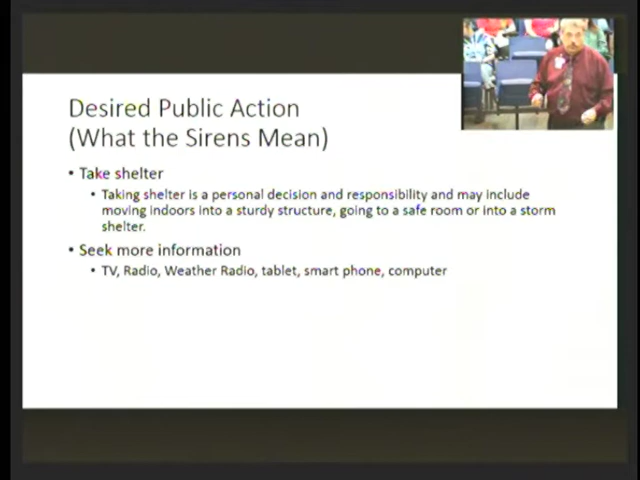 Desired Public Action
(What the Sirens Mean)
• Take shelter
• Taking shelter is a personal decision and responsibility and may include
moving indoors into a sturdy structure, going to a safe room or into a storm
shelter.
• Seek more information
• TV, Radio, Weather Radio, tablet, smart phone, computer